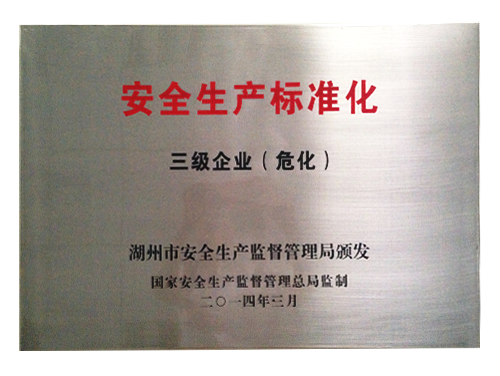 安全生产标准化
三级企业（危化）
湖州市安全生产监督管理局颁发
国家安全生产监督管理总局监制
二〇一四年三月